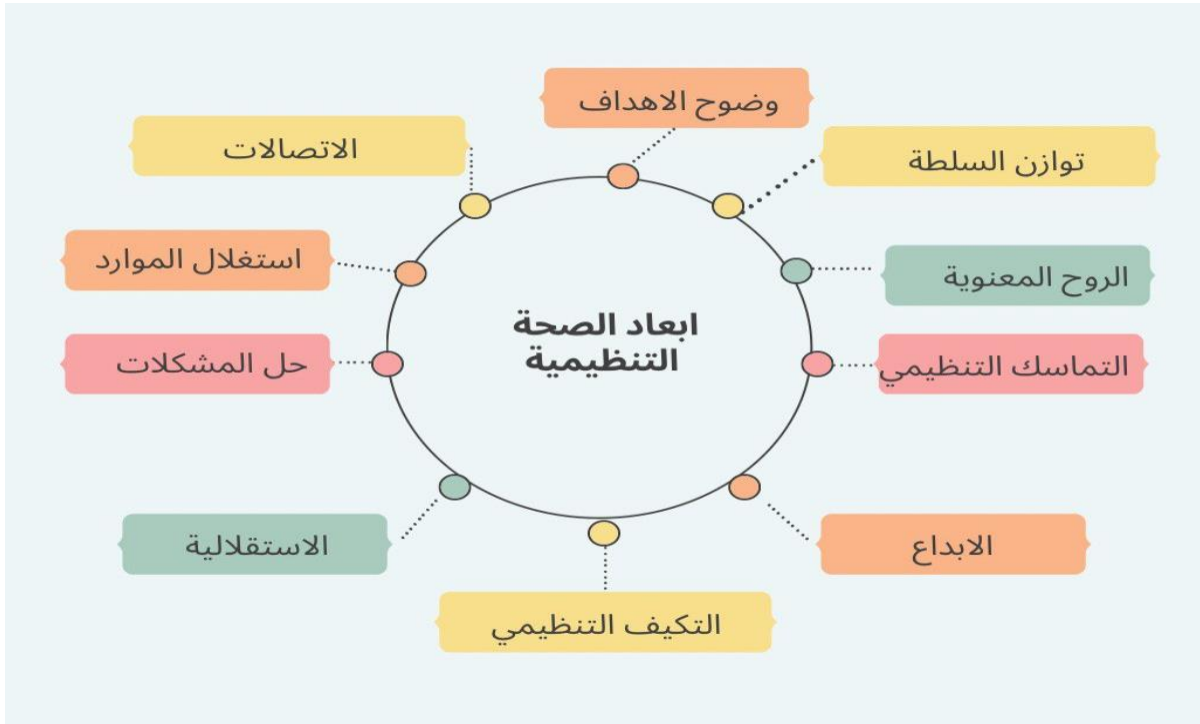 وضوح الاهداف
توازن السلطة
الاتصالات
الروح المعنوية
استغلال الموارد
ابعاد الصحة
التنظيمية
التماسك التنظيمي
حل المشكلات
الابداع
الاستقلالية
التكيف التنظيمي